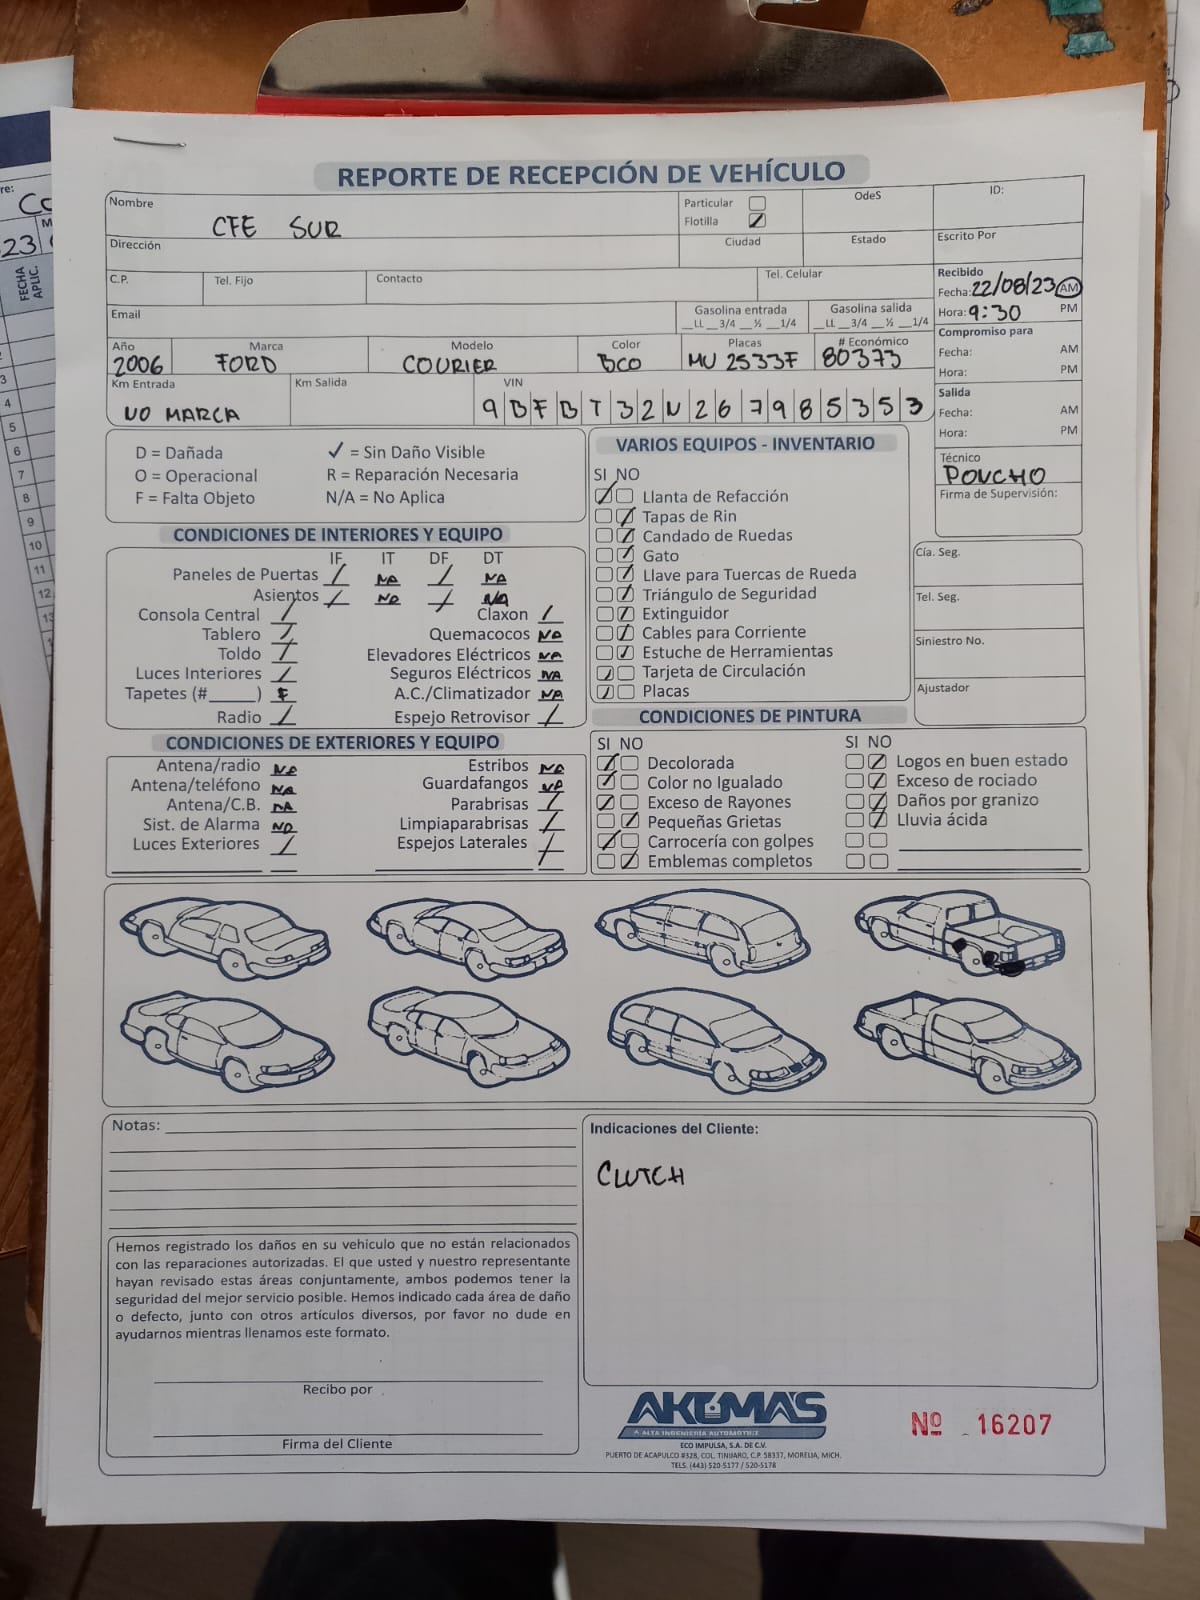 REPORTE DE RECEPCIÓN DE VEHÍCULO
Nombre CFE SUR
Particular
Flotilla
OdeS
ID:
Dirección
Ciudad
Estado
Escrito Por
C.P.
Tel. Fijo
Contacto
Tel. Celular
Recibido
Fecha: 22/08/23 AM
Hora: 9:30 PM
Email
Gasolina entrada
__LL __3/4 __½ __1/4
Gasolina salida
__LL __3/4 __½ __1/4
Compromiso para
Fecha: AM
Hora: PM
Año Marca Modelo Color Placas # Económico
2006 FORD COURIER BCO MU 2533F 80373
Km Entrada Km Salida VIN
NO MARCA 9BFBT32N267985353
Salida
Fecha: AM
Hora: PM
Técnico
PONCHO
Firma de Supervisión:
D = Dañada ✓ = Sin Daño Visible
O = Operacional R = Reparación Necesaria
F = Falta Objeto N/A = No Aplica
CONDICIONES DE INTERIORES Y EQUIPO
IF IT DF DT
Paneles de Puertas / NA / NA
Asientos / NA / NA
Consola Central / Claxon /
Tablero / Quemacocos NA
Toldo / Elevadores Eléctricos NA
Luces Interiores / Seguros Eléctricos NA
Tapetes (#_____) F A.C./Climatizador NA
Radio / Espejo Retrovisor /
VARIOS EQUIPOS - INVENTARIO
SI NO
Llanta de Refacción
Tapas de Rin
Candado de Ruedas
Gato
Llave para Tuercas de Rueda
Triángulo de Seguridad
Extinguidor
Cables para Corriente
Estuche de Herramientas
Tarjeta de Circulación
Placas
Cía. Seg.
Tel. Seg.
Siniestro No.
Ajustador
CONDICIONES DE EXTERIORES Y EQUIPO
Antena/radio NA Estribos NA
Antena/teléfono NA Guardafangos NA
Antena/C.B. NA Parabrisas /
Sist. de Alarma NA Limpiaparabrisas /
Luces Exteriores / Espejos Laterales /
CONDICIONES DE PINTURA
SI NO SI NO
Decolorada Logos en buen estado
Color no Igualado Exceso de rociado
Exceso de Rayones Daños por granizo
Pequeñas Grietas Lluvia ácida
Carrocería con golpes
Emblemas completos
Notas:
Indicaciones del Cliente:
CLUTCH
Hemos registrado los daños en su vehiculo que no están relacionados
con las reparaciones autorizadas. El que usted y nuestro representante
hayan revisado estas áreas conjuntamente, ambos podemos tener la
seguridad del mejor servicio posible. Hemos indicado cada área de daño
o defecto, junto con otros artículos diversos, por favor no dude en
ayudarnos mientras llenamos este formato.
Recibo por
Firma del Cliente
AKUMAS
ALTA INGENIERÍA AUTOMOTRIZ
ECO IMPULSA, S.A. DE C.V.
PUERTO DE ACAPULCO #328, COL. TINIJARO, C.P. 58337, MORELIA, MICH.
TELS. (443) 520-5177 / 520-5178
Nº 16207
FECHA
APLIC.